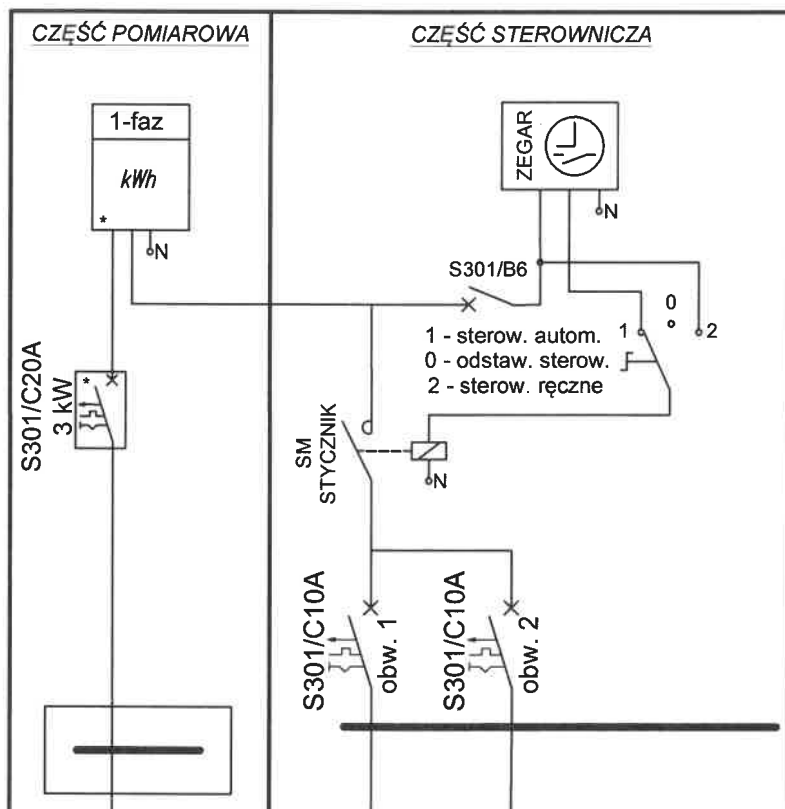 CZĘŚĆ POMIAROWA
1-faz
kWh
*
N
*
S301/C20A
3 kW
CZĘŚĆ STEROWNICZA
ZEGAR
N
S301/B6
1 - sterow. autom.
0 - odstaw. sterow.
2 - sterow. ręczne
1
0
2
SM
STYCZNIK
N
S301/C10A
obw. 1
S301/C10A
obw. 2